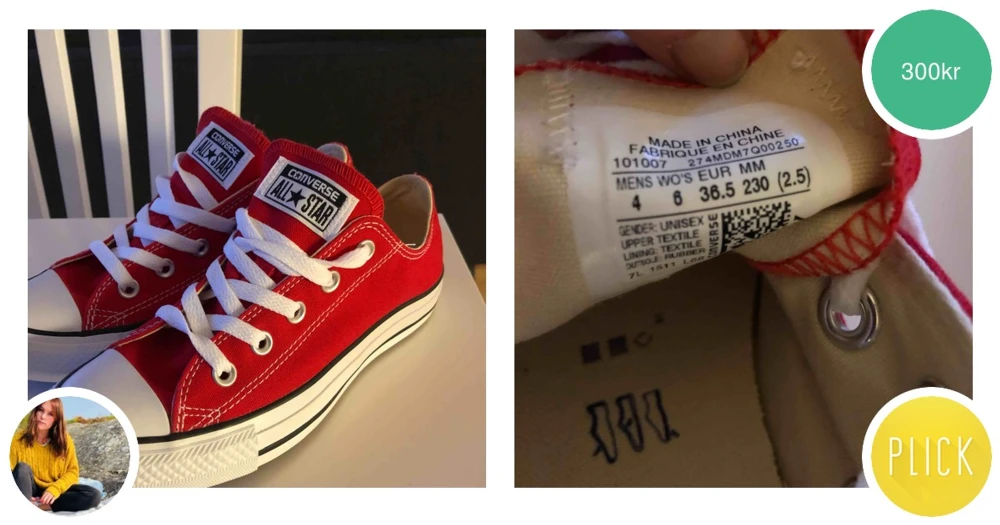 CONVERSE
ALL★STAR
CONVERSE
ALL★STAR
300kr
MADE IN CHINA
FABRIQUE EN CHINE
101007 274MDM7Q00250
MENS WO'S EUR MM
4 6 36.5 230 (2.5)
GENDER: UNISEX
UPPER TEXTILE
LINING: TEXTILE
OUTSOLE: RUBBER
CONVERSE
PLICK